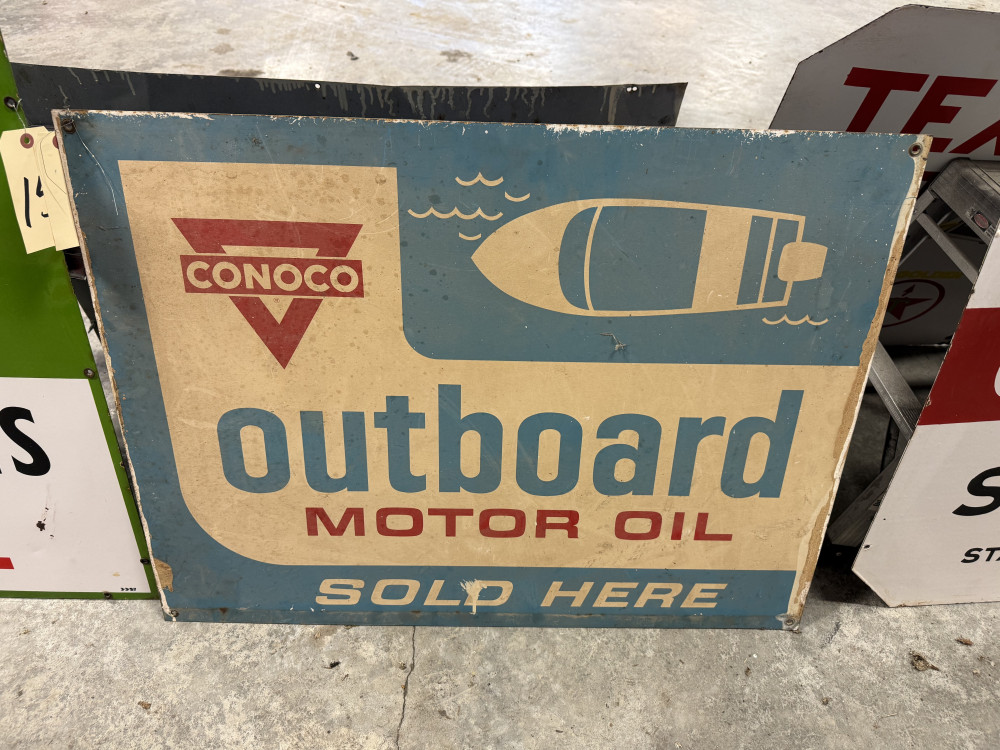 CONOCO
outboard
MOTOR OIL
SOLD HERE